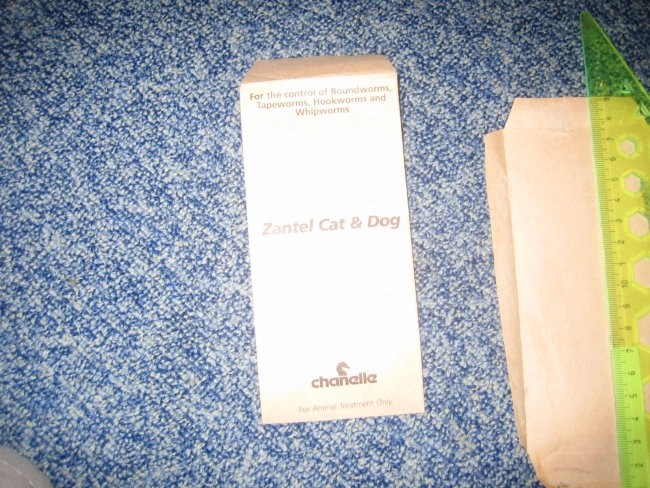 For the control of Roundworms,
Tapeworms, Hookworms and
Whipworms
Zantel Cat & Dog
chanelle
For Animal Treatment Only